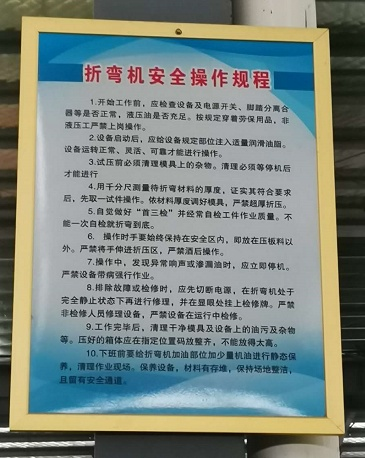 折弯机安全操作规程
1.开始工作前，应检查设备及电源开关、脚踏分离合
器等是否正常，液压油是否充足。按规定穿着劳保用品，非
液压工严禁上岗操作。
2.设备启动后，应给设备规定部位注入适量润滑油脂。
设备运转正常、灵活、可靠才能进行操作。
3.试压前必须清理模具上的杂物。清理必须等停机后
才能进行
4.用千分尺测量待折弯材料的厚度，证实其符合要求
后，先取一试件操作。依材料厚度调好模具，严禁超厚折压。
5.自觉做好“首三检”并经常自检工件作业质量。不
能一次自检就折弯到底。
6. 操作时手要始终保持在安全区内，即放在压板料以
外。严禁将手伸进折压区，严禁酒后操作。
7.操作中，发现异常响声或渗漏油时，应立即停机。
严禁设备带病强行作业。
8.排除故障或检修时，应先切断电源，在折弯机处于
完全静止状态下再进行修理，并在显眼处挂上检修牌。严禁
非检修人员修理设备，严禁设备在运行中检修。
9.工作完毕后，清理干净模具及设备上的油污及杂物
等。压好的箱体应在指定位置码放整齐，不能放得太高。
10.下班前要给折弯机加油部位加少量机油进行静态保
养，清理作业现场。保养设备，材料有存堆，保持场地整洁，
且留有安全通道。